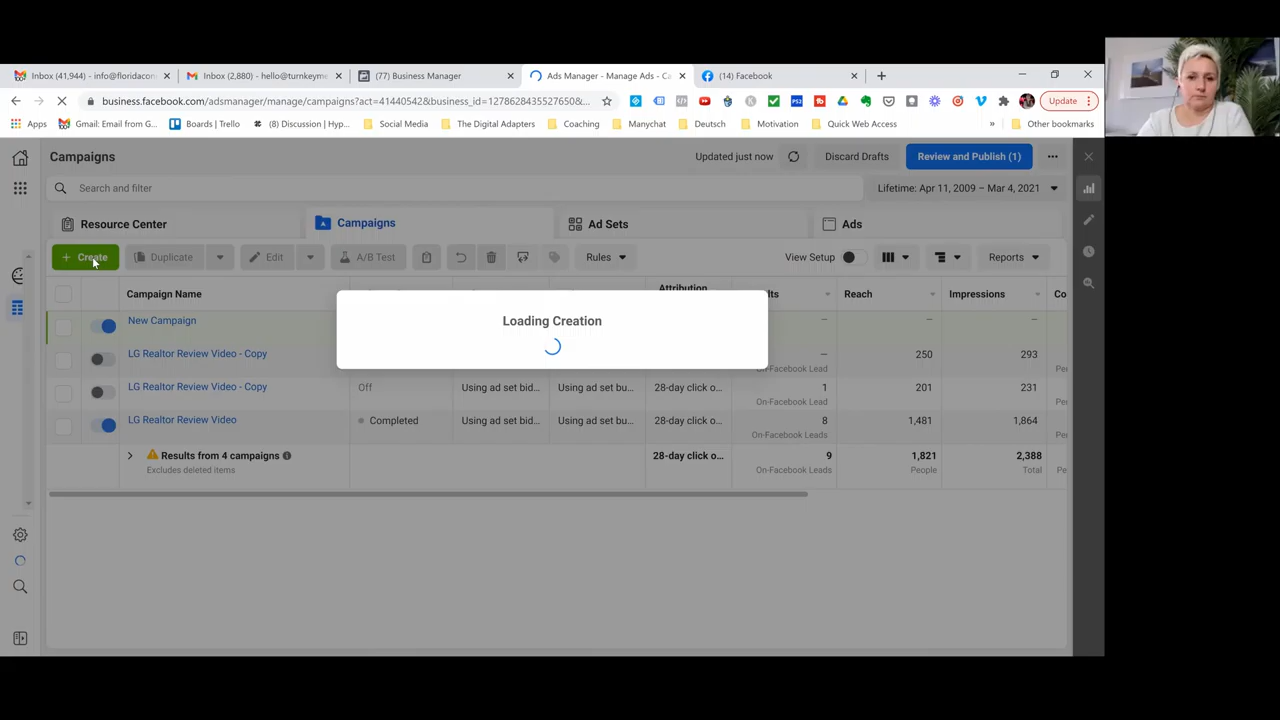 Inbox (41,944) - info@floridacon
Inbox (2,880) - hello@turnkeyme
(77) Business Manager
Ads Manager - Manage Ads - Ca
(14) Facebook
business.facebook.com/adsmanager/manage/campaigns?act=41440542&business_id=1278628435527650&...
Update
Apps
Gmail: Email from G...
Boards | Trello
(8) Discussion | Hyp...
Social Media
The Digital Adapters
Coaching
Manychat
Deutsch
Motivation
Quick Web Access
»
Other bookmarks
Campaigns
Updated just now
Discard Drafts
Review and Publish (1)
Search and filter
Lifetime: Apr 11, 2009 – Mar 4, 2021
Resource Center
Campaigns
Ad Sets
Ads
+ Create
Duplicate
Edit
A/B Test
Rules
View Setup
Reports
Campaign Name
Attribution
Reach
Impressions
Co
New Campaign
–
–
–
Loading Creation
LG Realtor Review Video - Copy
–
250
293
On-Facebook Lead
LG Realtor Review Video - Copy
Off
Using ad set bid...
Using ad set bu...
28-day click o...
1
201
231
On-Facebook Lead
LG Realtor Review Video
Completed
Using ad set bid...
Using ad set bu...
28-day click o...
8
1,481
1,864
On-Facebook Leads
Results from 4 campaigns
28-day click o...
9
1,821
2,388
Excludes deleted items
On-Facebook Leads
People
Total